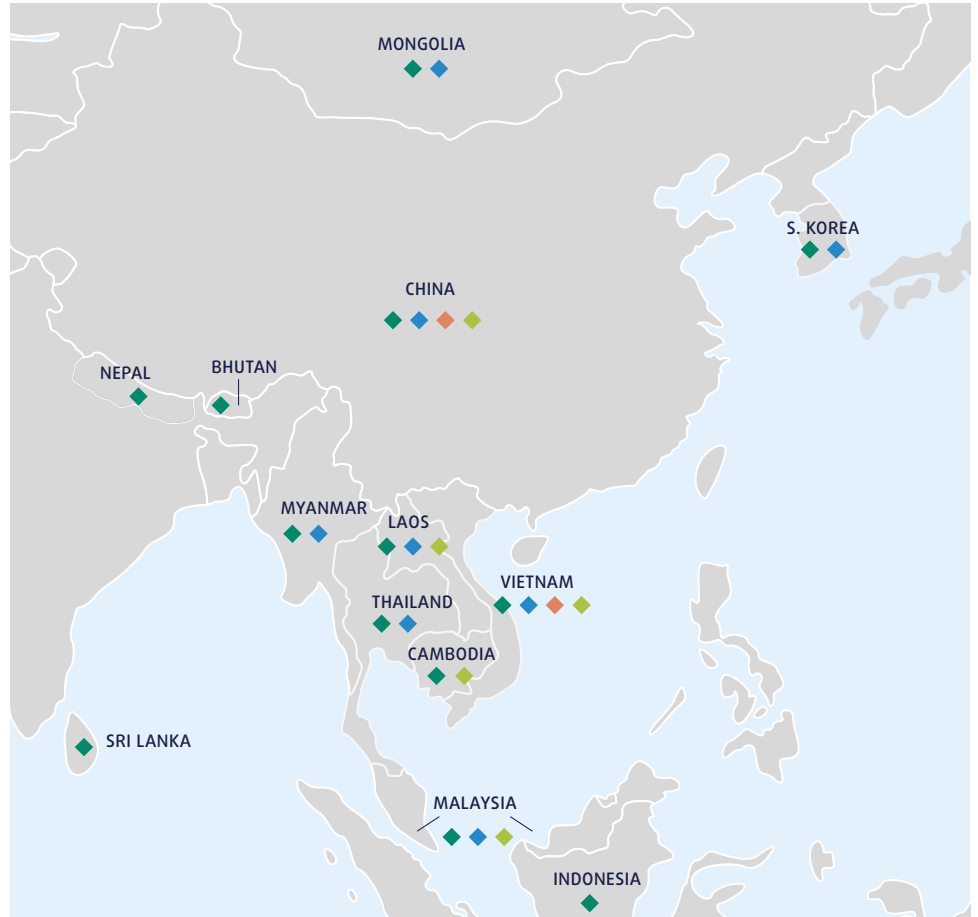 MONGOLIA
S. KOREA
CHINA
NEPAL
BHUTAN
MYANMAR
LAOS
VIETNAM
THAILAND
CAMBODIA
SRI LANKA
MALAYSIA
INDONESIA